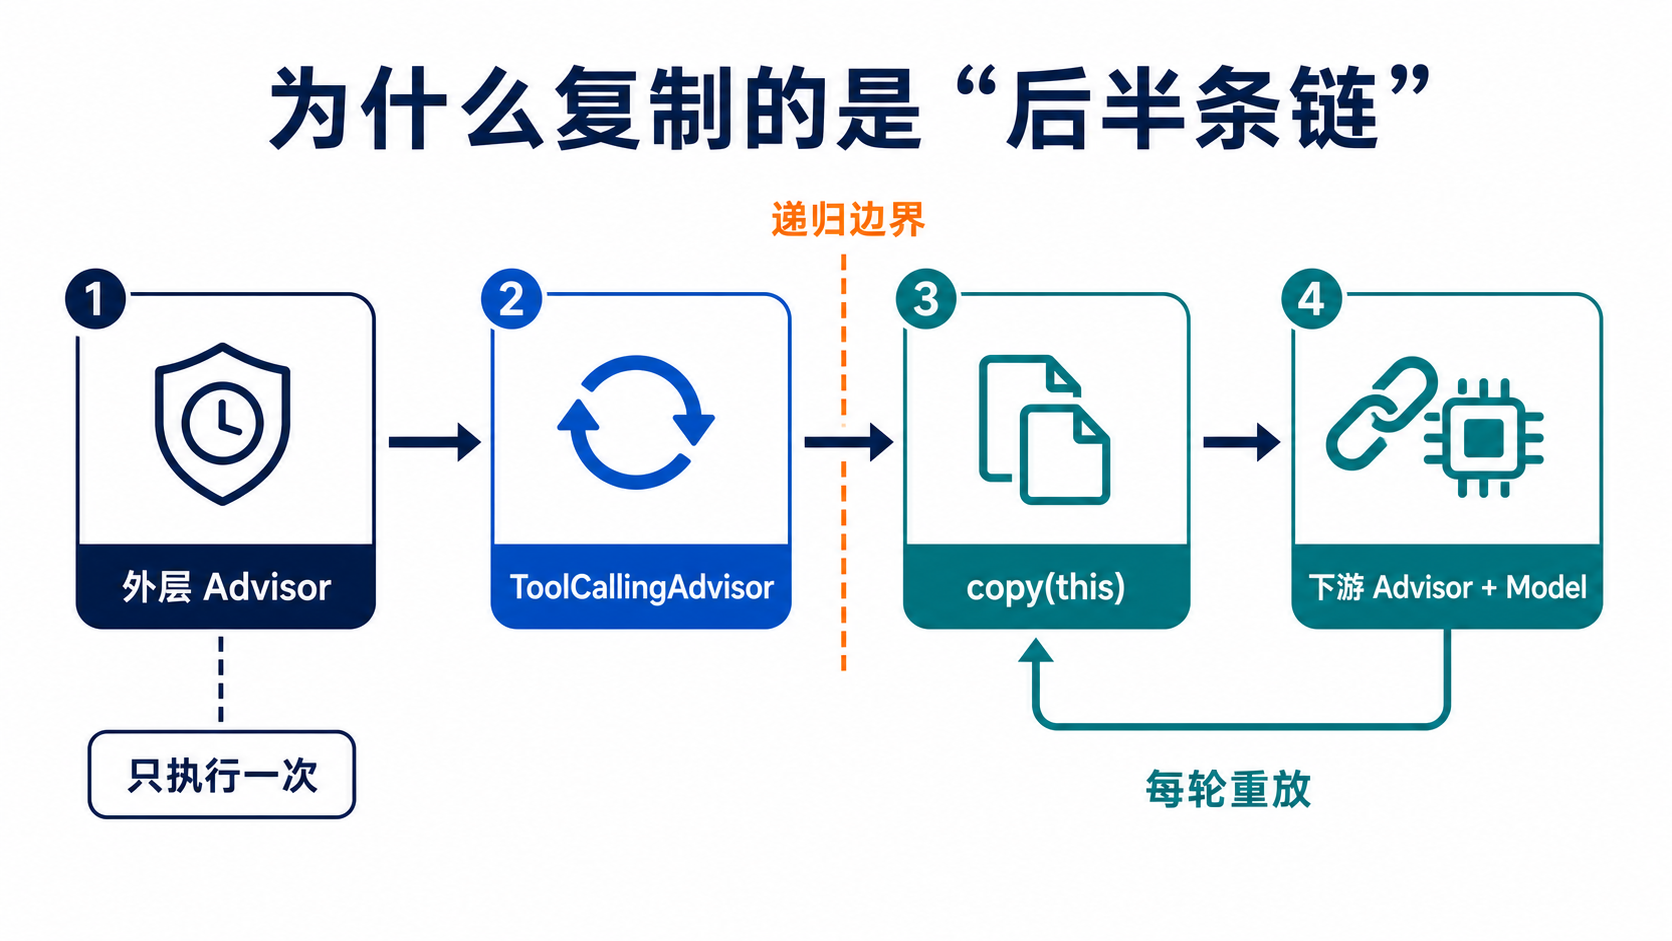 为什么复制的是“后半条链”
递归边界
1
2
3
4
外层 Advisor
ToolCallingAdvisor
copy(this)
下游 Advisor + Model
只执行一次
每轮重放